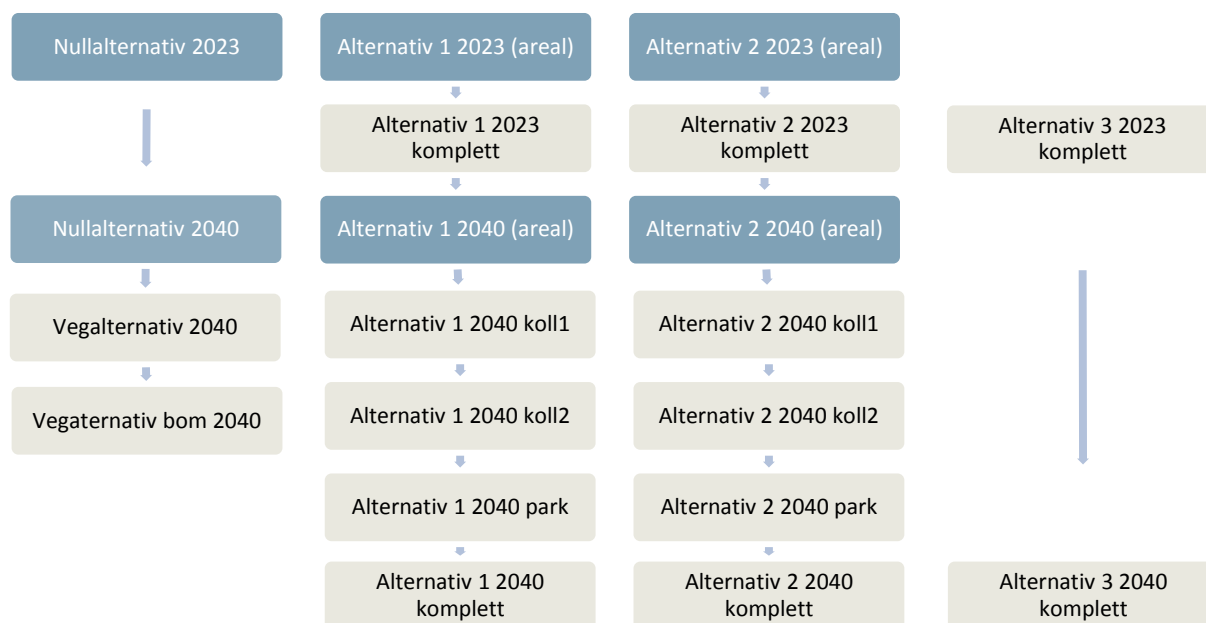 Nullalternativ 2023
Alternativ 1 2023 (areal)
Alternativ 2 2023 (areal)
Alternativ 1 2023
komplett
Alternativ 2 2023
komplett
Alternativ 3 2023
komplett
Nullalternativ 2040
Alternativ 1 2040 (areal)
Alternativ 2 2040 (areal)
Vegalternativ 2040
Alternativ 1 2040 koll1
Alternativ 2 2040 koll1
Vegaternativ bom 2040
Alternativ 1 2040 koll2
Alternativ 2 2040 koll2
Alternativ 1 2040 park
Alternativ 2 2040 park
Alternativ 1 2040
komplett
Alternativ 2 2040
komplett
Alternativ 3 2040
komplett